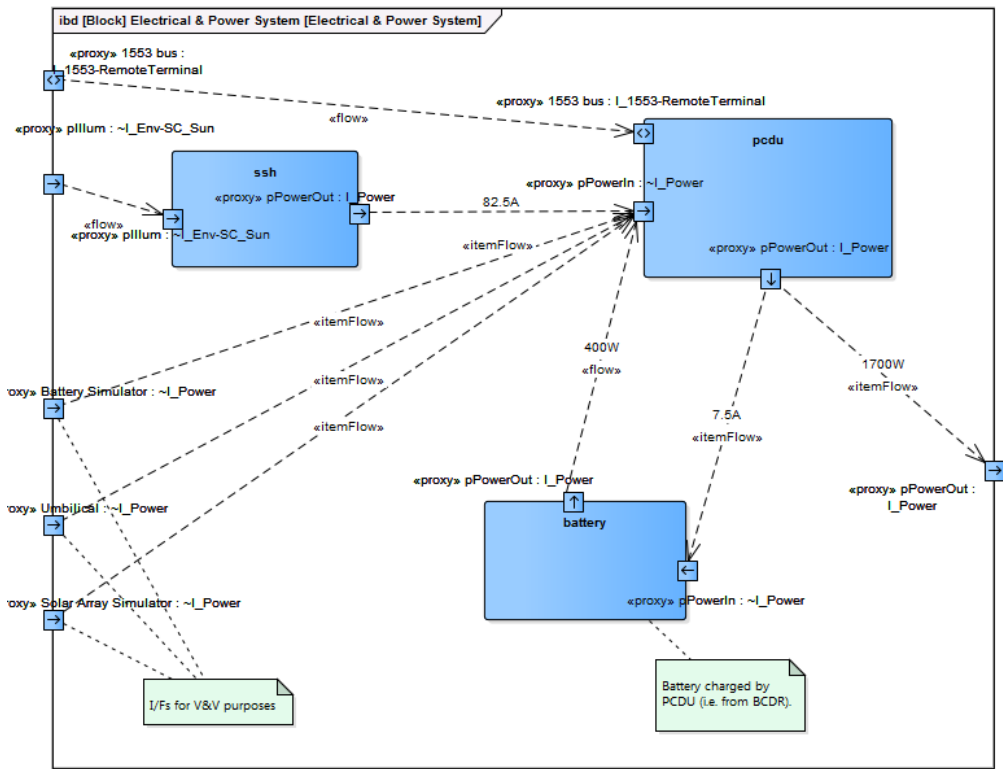 ibd [Block] Electrical & Power System [Electrical & Power System]
«proxy» 1553 bus :
I_1553-RemoteTerminal
«proxy» 1553 bus : I_1553-RemoteTerminal
«flow»
«proxy» pIllum : ~I_Env-SC_Sun
pcdu
ssh
«proxy» pPowerIn : ~I_Power
«proxy» pPowerOut : I_Power
82.5A
«flow»
«proxy» pIllum : ~I_Env-SC_Sun
«itemFlow»
«proxy» pPowerOut : I_Power
«itemFlow»
400W
«flow»
1700W
«itemFlow»
«itemFlow»
roxy» Battery Simulator : ~I_Power
7.5A
«itemFlow»
«itemFlow»
«proxy» pPowerOut : I_Power
«proxy» pPowerOut :
I_Power
roxy» Umbilical : ~I_Power
battery
roxy» Solar Array Simulator : ~I_Power
«proxy» pPowerIn : ~I_Power
I/Fs for V&V purposes
Battery charged by
PCDU (i.e. from BCDR).